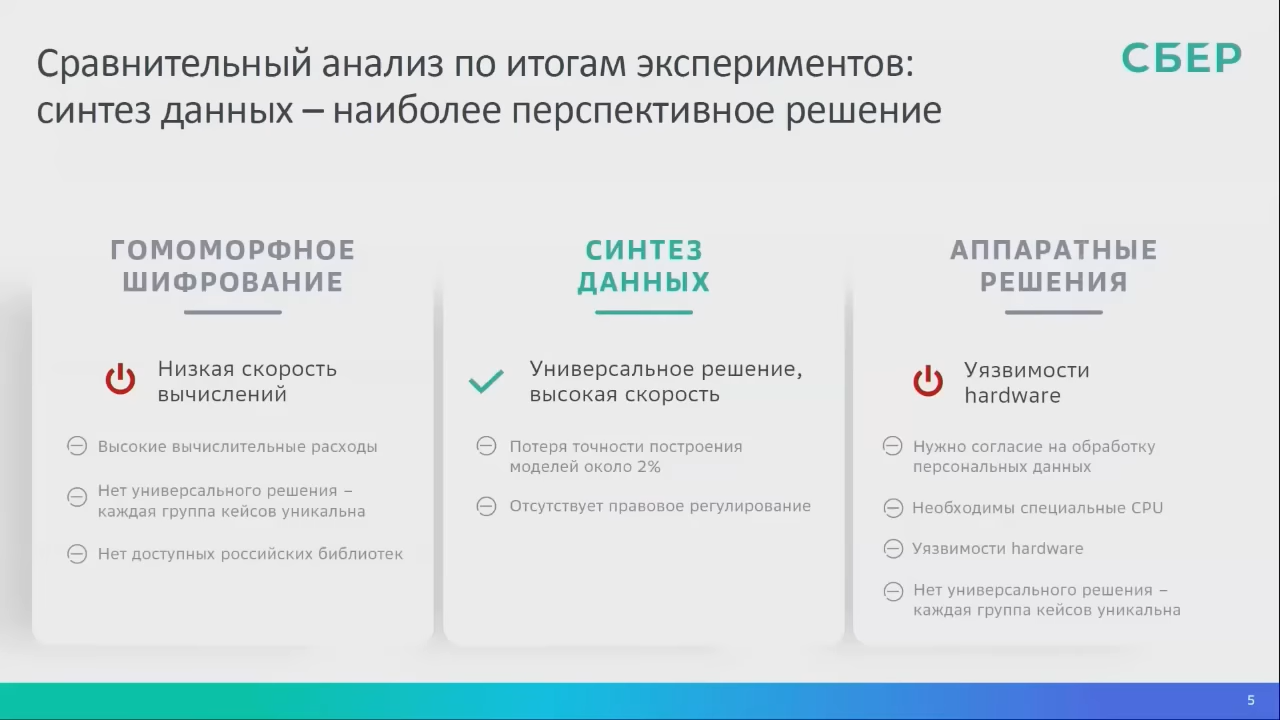 Сравнительный анализ по итогам экспериментов:
синтез данных – наиболее перспективное решение
СБЕР
ГОМОМОРФНОЕ
ШИФРОВАНИЕ
Низкая скорость
вычислений
Высокие вычислительные расходы
Нет универсального решения –
каждая группа кейсов уникальна
Нет доступных российских библиотек
СИНТЕЗ
ДАННЫХ
Универсальное решение,
высокая скорость
Потеря точности построения
моделей около 2%
Отсутствует правовое регулирование
АППАРАТНЫЕ
РЕШЕНИЯ
Уязвимости
hardware
Нужно согласие на обработку
персональных данных
Необходимы специальные CPU
Уязвимости hardware
Нет универсального решения –
каждая группа кейсов уникальна
5